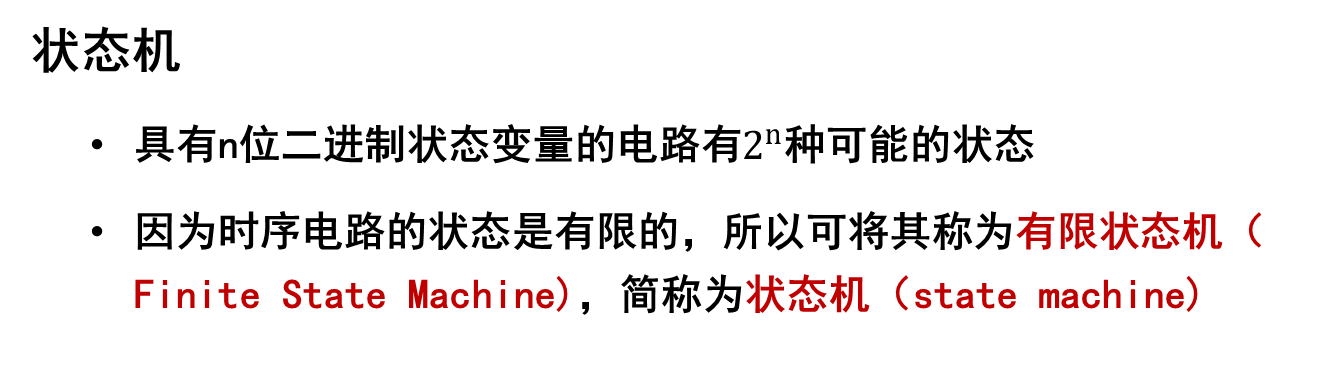 状态机
• 具有n位二进制状态变量的电路有2ⁿ种可能的状态
• 因为时序电路的状态是有限的，所以可将其称为有限状态机（
Finite State Machine)，简称为状态机（state machine)